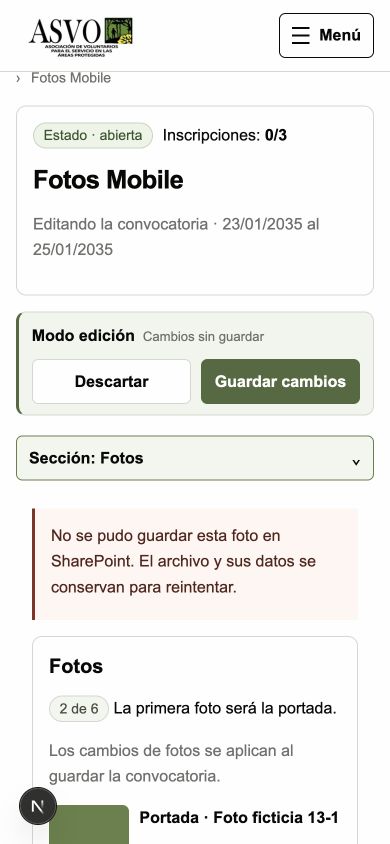 ASVO
ASOCIACIÓN DE VOLUNTARIOS
PARA EL SERVICIO EN LAS
ÁREAS PROTEGIDAS
Menú
› Fotos Mobile
Estado · abierta Inscripciones: 0/3
Fotos Mobile
Editando la convocatoria · 23/01/2035 al
25/01/2035
Modo edición Cambios sin guardar
Descartar Guardar cambios
Sección: Fotos
No se pudo guardar esta foto en
SharePoint. El archivo y sus datos se
conservan para reintentar.
Fotos
2 de 6 La primera foto será la portada.
Los cambios de fotos se aplican al
guardar la convocatoria.
N
Portada · Foto ficticia 13-1